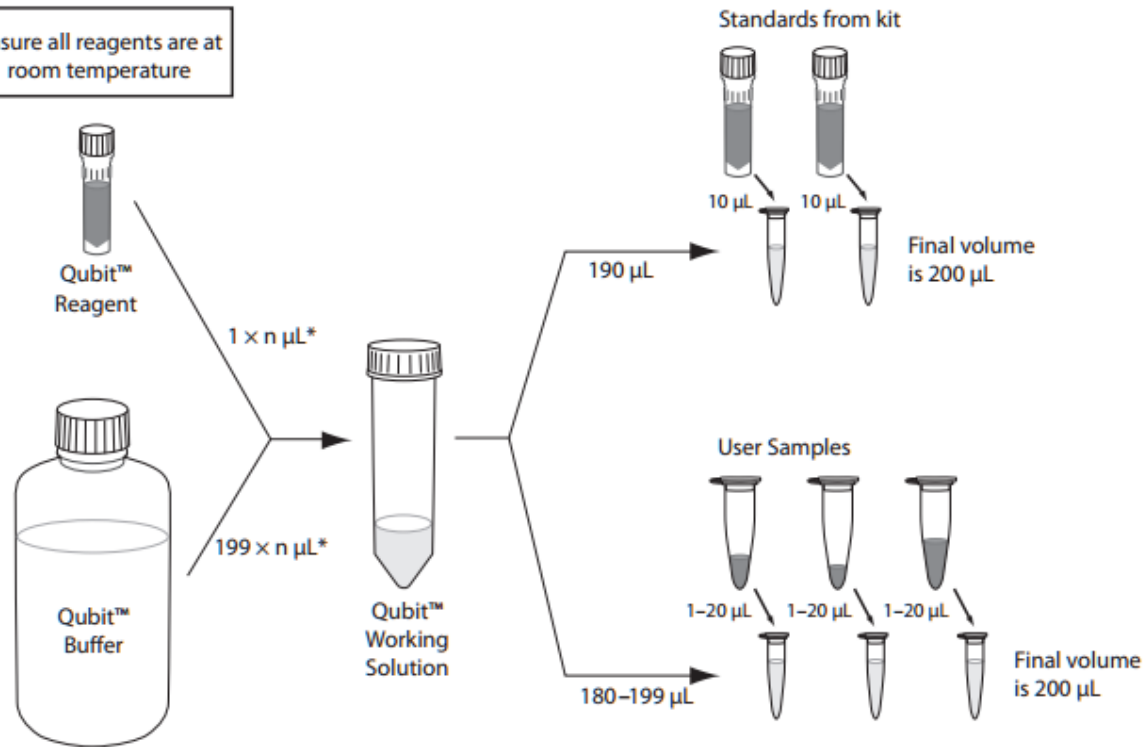 sure all reagents are at
room temperature
Standards from kit
Qubit™
Reagent
10 µL
10 µL
Final volume
is 200 µL
190 µL
1 × n µL*
199 × n µL*
Qubit™
Buffer
Qubit™
Working
Solution
User Samples
1–20 µL
1–20 µL
1–20 µL
Final volume
is 200 µL
180–199 µL